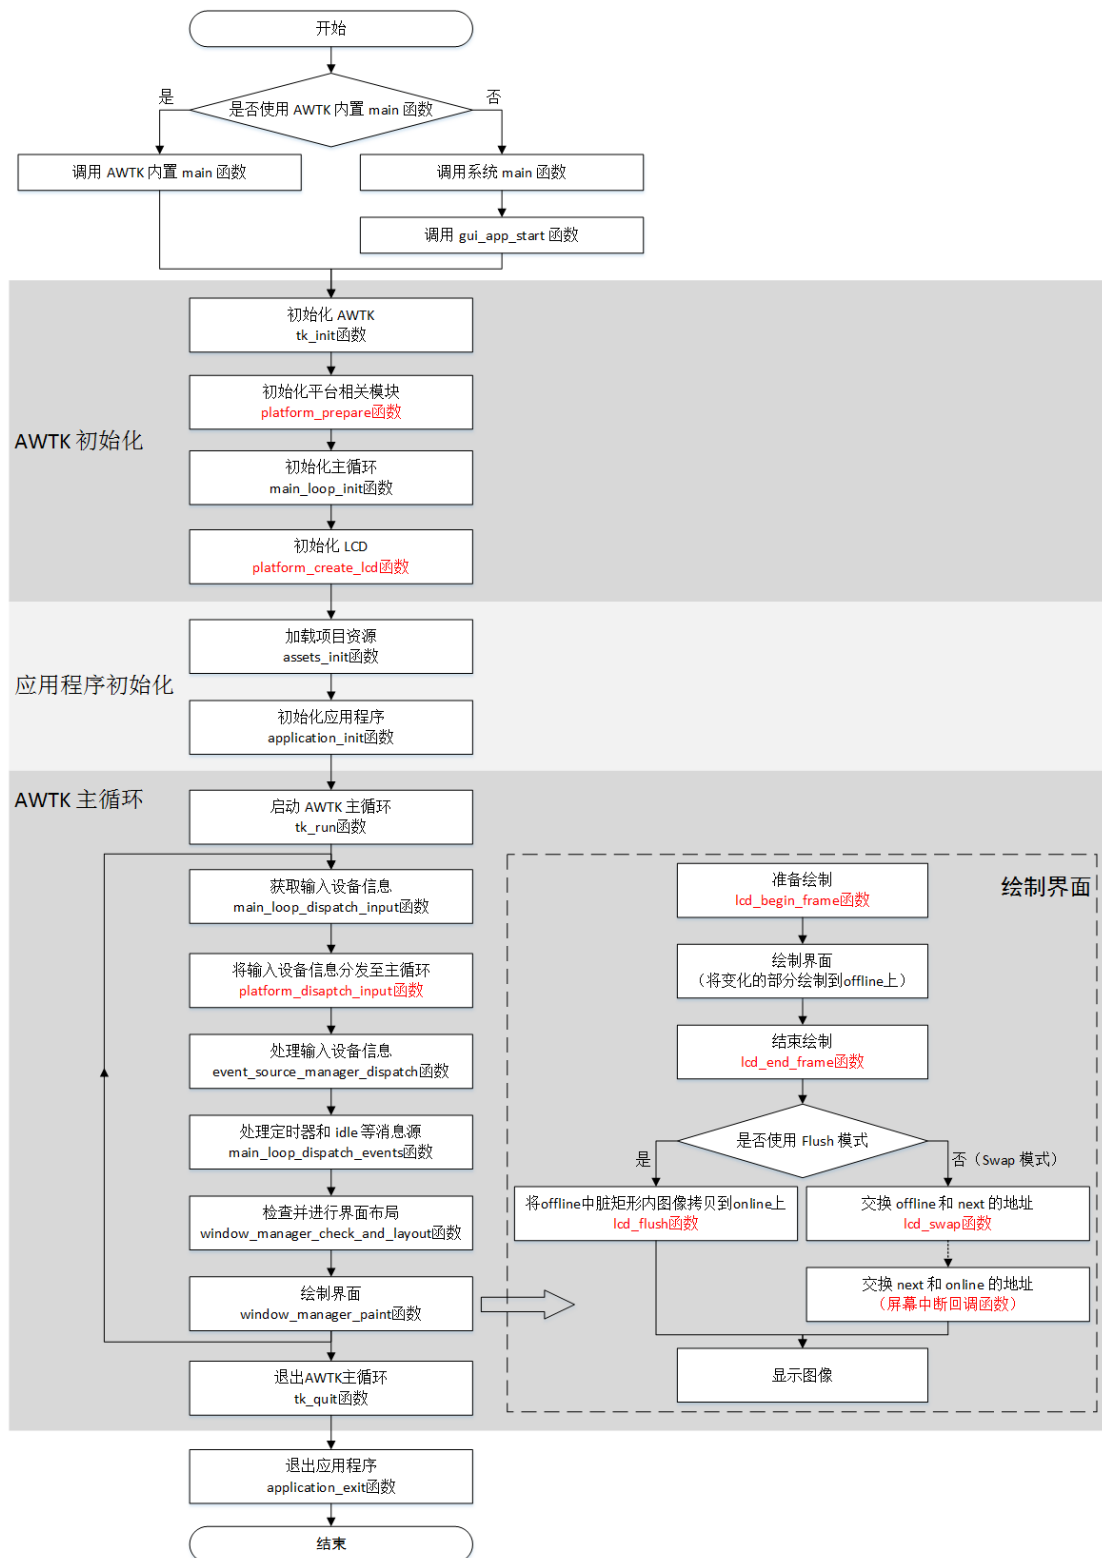 开始
是否使用 AWTK 内置 main 函数
是
否
调用 AWTK 内置 main 函数
调用系统 main 函数
调用 gui_app_start 函数
AWTK 初始化
初始化 AWTK
tk_init函数
初始化平台相关模块
platform_prepare函数
初始化主循环
main_loop_init函数
初始化 LCD
platform_create_lcd函数
应用程序初始化
加载项目资源
assets_init函数
初始化应用程序
application_init函数
AWTK 主循环
启动 AWTK 主循环
tk_run函数
获取输入设备信息
main_loop_dispatch_input函数
将输入设备信息分发至主循环
platform_disaptch_input函数
处理输入设备信息
event_source_manager_dispatch函数
处理定时器和 idle 等消息源
main_loop_dispatch_events函数
检查并进行界面布局
window_manager_check_and_layout函数
绘制界面
window_manager_paint函数
退出AWTK主循环
tk_quit函数
绘制界面
准备绘制
lcd_begin_frame函数
绘制界面
（将变化的部分绘制到offline上）
结束绘制
lcd_end_frame函数
是否使用 Flush 模式
是
否（Swap 模式）
将offline中脏矩形内图像拷贝到online上
lcd_flush函数
交换 offline 和 next 的地址
lcd_swap函数
交换 next 和 online 的地址
（屏幕中断回调函数）
显示图像
退出应用程序
application_exit函数
结束